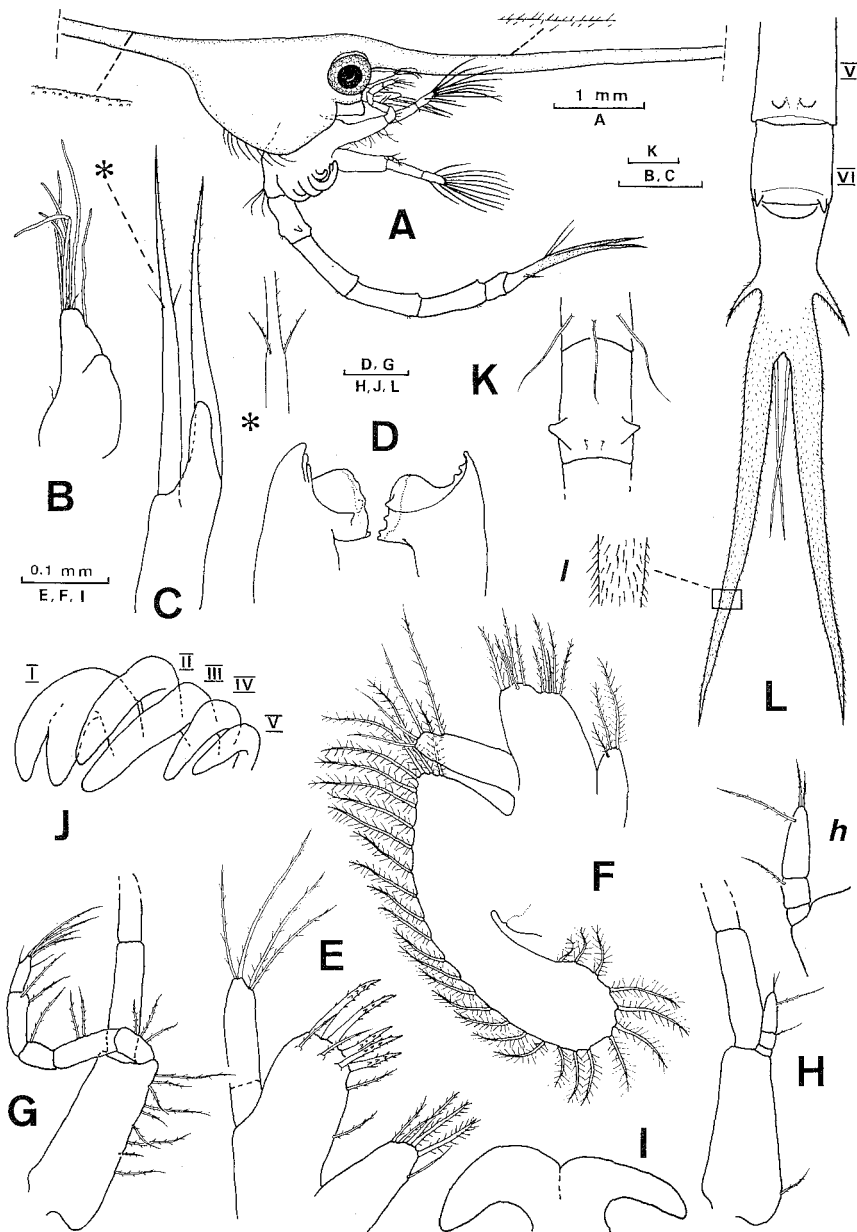 1 mm
A
K
B, C
V
VI
*
A
B
D, G
H, J, L
K
*
D
C
0.1 mm
E, F, I
l
L
I
II
III
IV
V
J
h
F
E
H
G
I